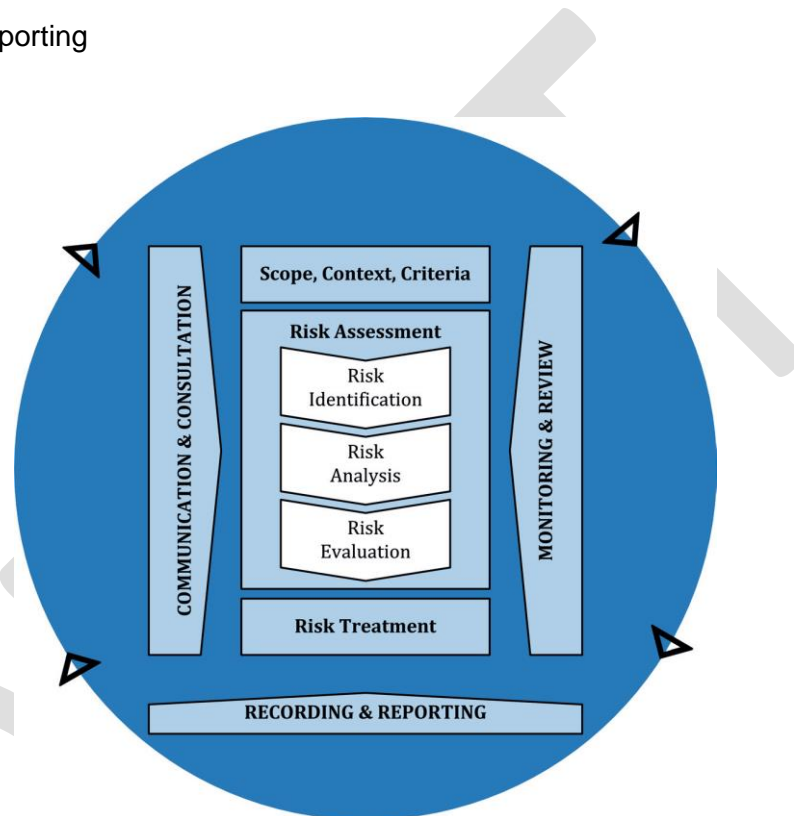 porting
Scope, Context, Criteria
COMMUNICATION & CONSULTATION
Risk Assessment
Risk
Identification
Risk
Analysis
Risk
Evaluation
MONITORING & REVIEW
Risk Treatment
RECORDING & REPORTING